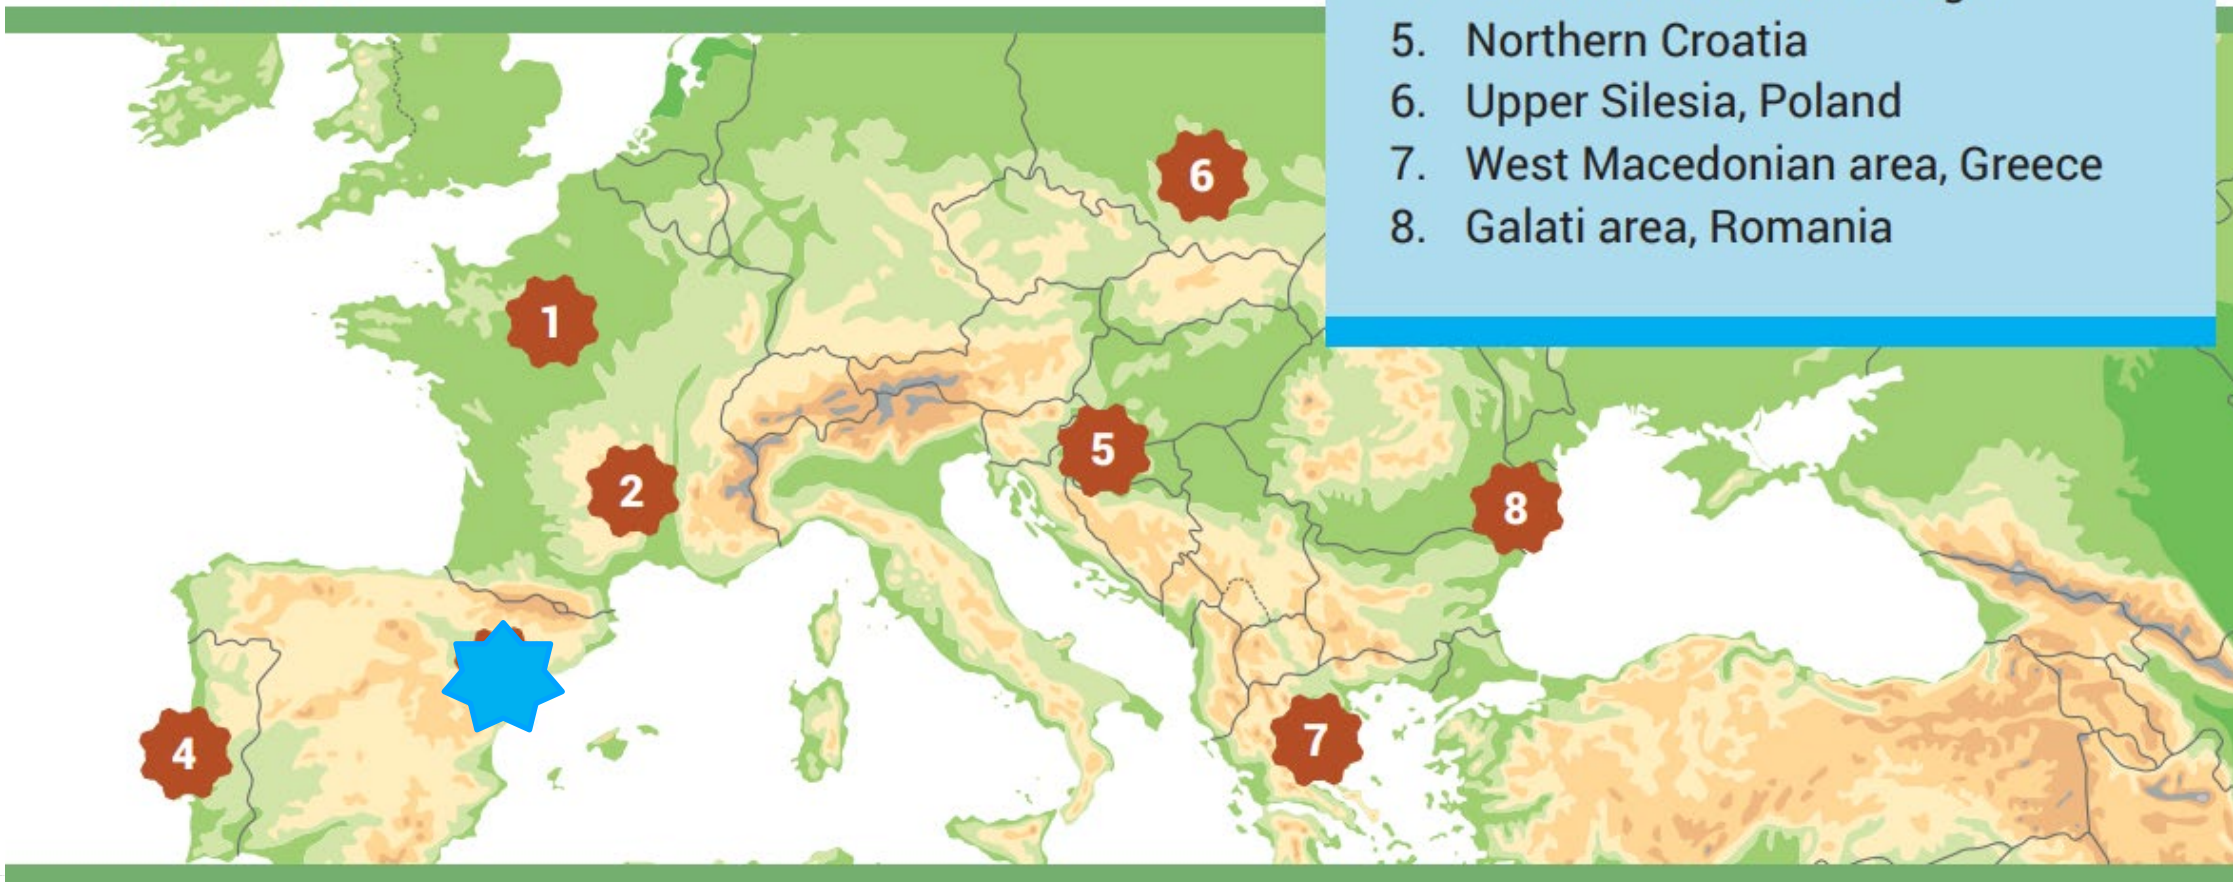 5. Northern Croatia
6. Upper Silesia, Poland
7. West Macedonian area, Greece
8. Galati area, Romania
6
1
5
2
8
4
7